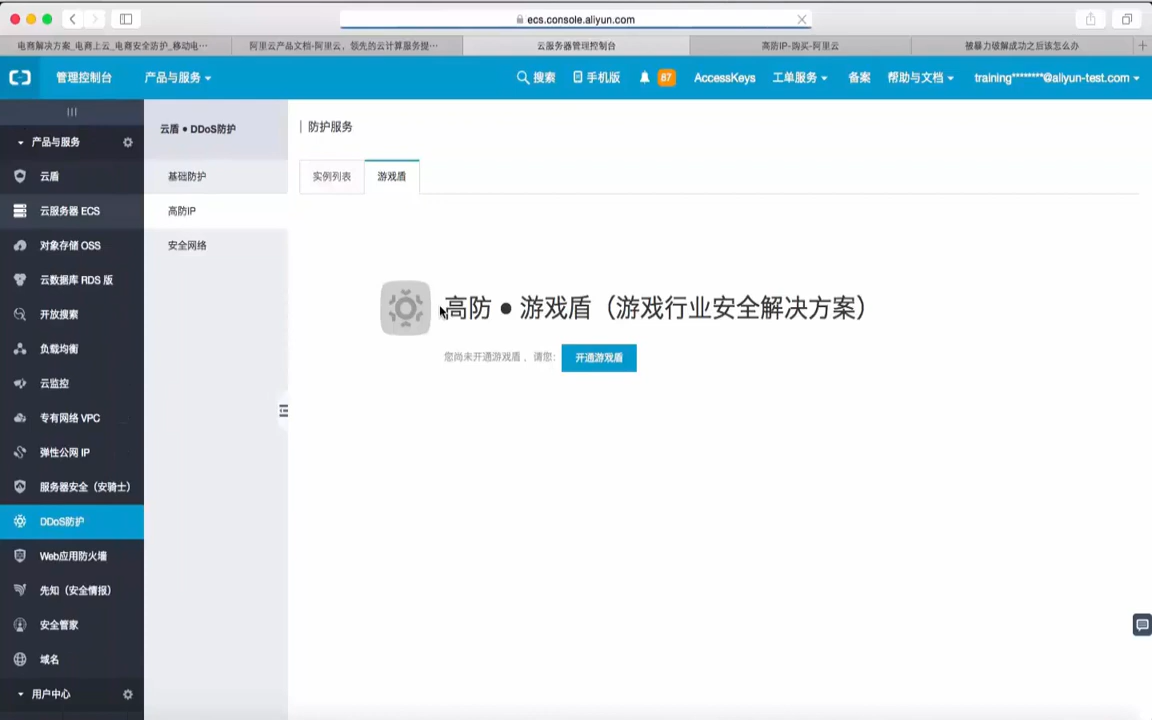 ecs.console.aliyun.com
电商解决方案_电商上云_电商安全防护_移动电…
阿里云产品文档-阿里云，领先的云计算服务提…
云服务器管理控制台
高防IP-购买-阿里云
被暴力破解成功之后该怎么办
管理控制台
产品与服务
搜索
手机版
87
AccessKeys
工单服务
备案
帮助与文档
training********@aliyun-test.com
产品与服务
云盾
云服务器 ECS
对象存储 OSS
云数据库 RDS 版
开放搜索
负载均衡
云监控
专有网络 VPC
弹性公网 IP
服务器安全（安骑士）
DDoS防护
Web应用防火墙
先知（安全情报）
安全管家
域名
用户中心
云盾 ● DDoS防护
基础防护
高防IP
安全网络
防护服务
实例列表
游戏盾
高防 ● 游戏盾（游戏行业安全解决方案）
您尚未开通游戏盾 、请您:
开通游戏盾